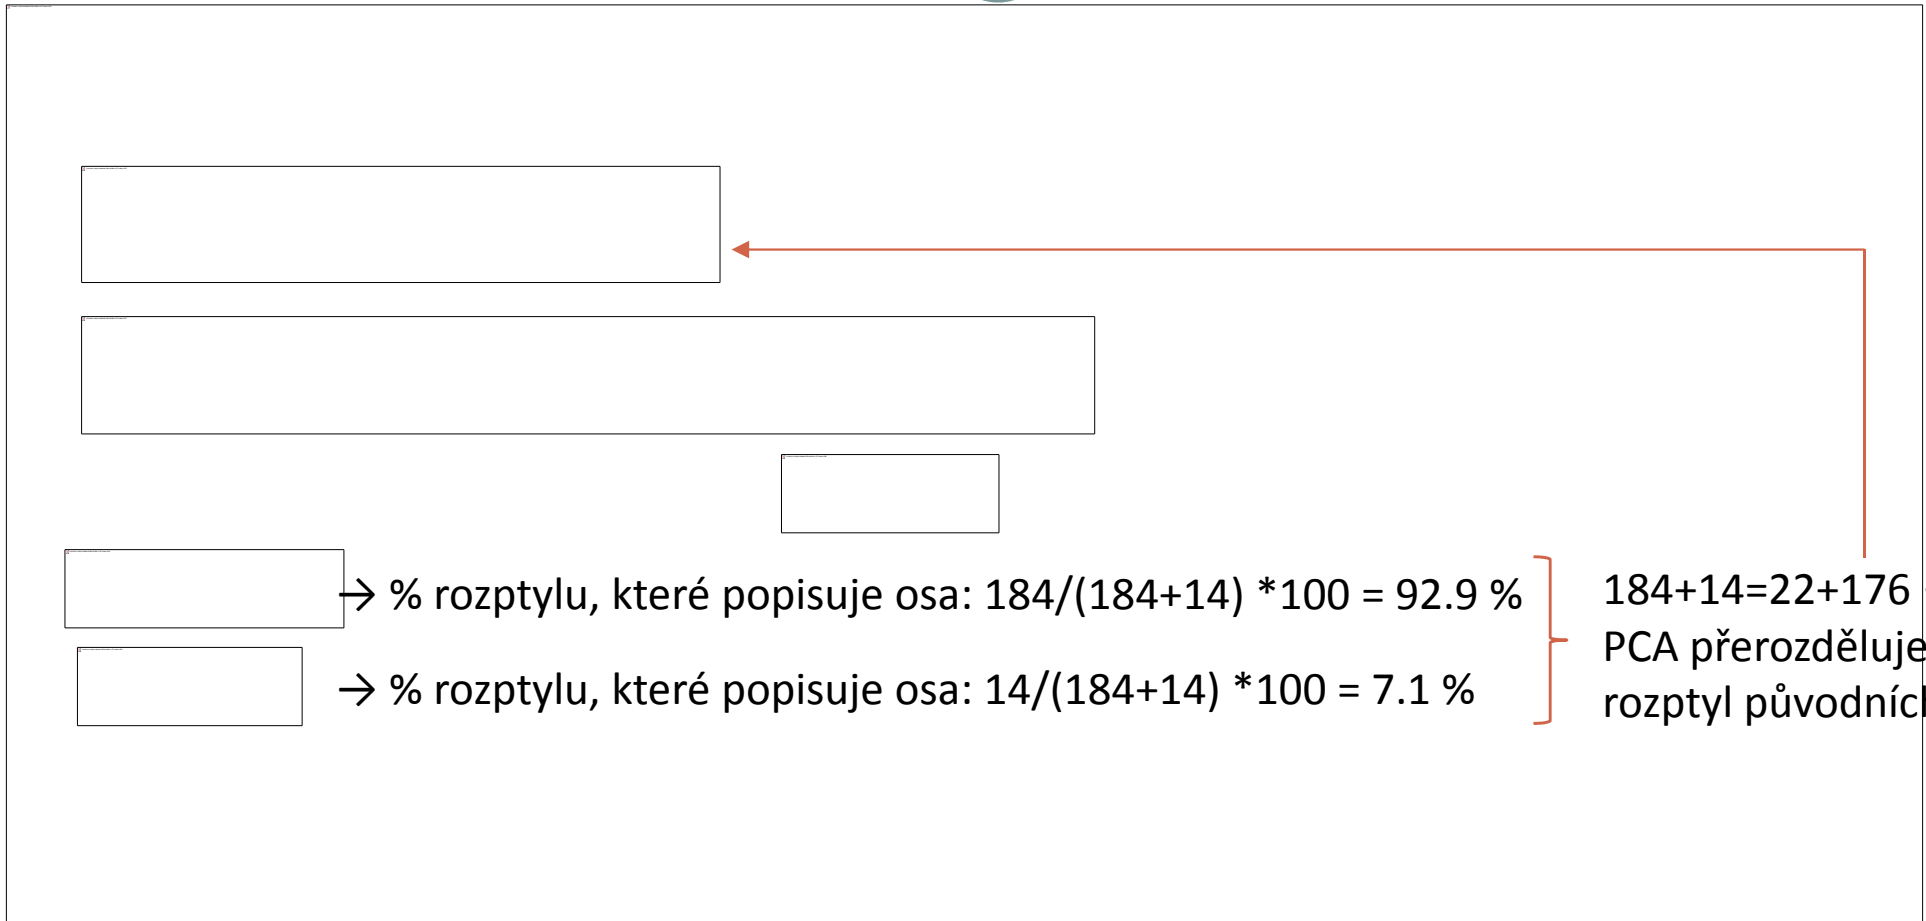 → % rozptylu, které popisuje osa: 184/(184+14) *100 = 92.9 %
→ % rozptylu, které popisuje osa: 14/(184+14) *100 = 7.1 %
184+14=22+176
PCA přerozděluje
rozptyl